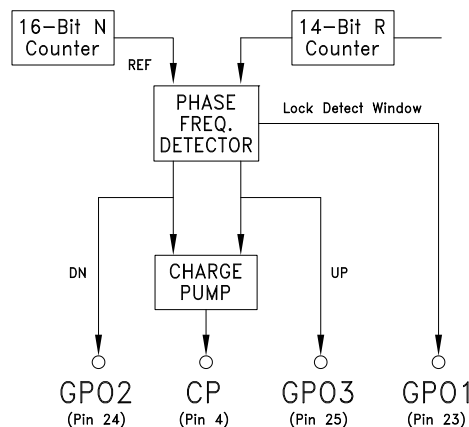 16-Bit N
Counter
14-Bit R
Counter
REF
PHASE
FREQ.
DETECTOR
Lock Detect Window
DN
CHARGE
PUMP
UP
GPO2
CP
GPO3
GPO1
(Pin 24)
(Pin 4)
(Pin 25)
(Pin 23)